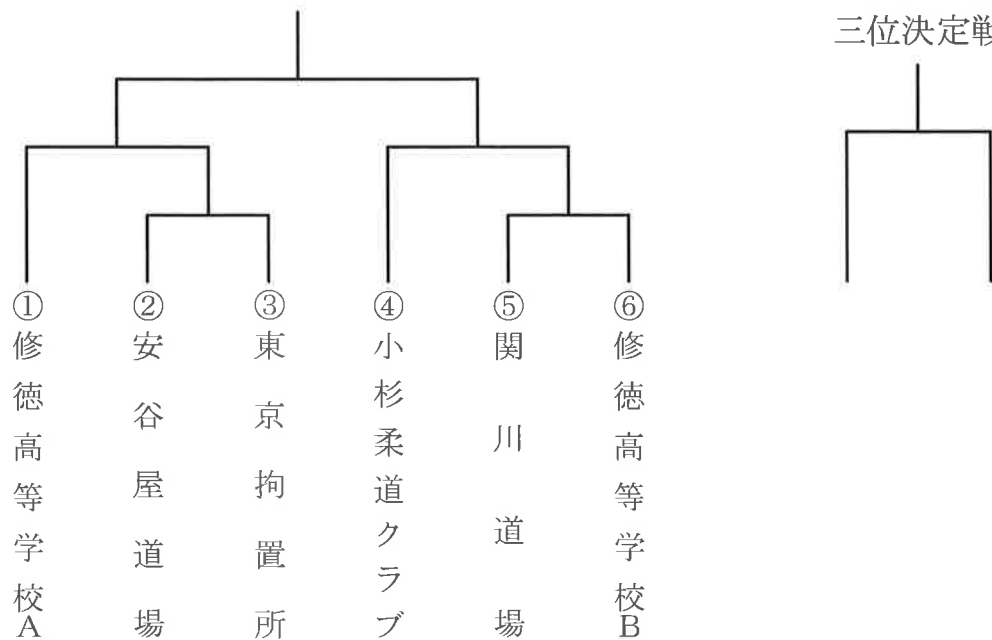 三位決定戦
①修徳高等学校A
②安谷屋道場
③東京拘置所
④小杉柔道クラブ
⑤関川道場
⑥修徳高等学校B